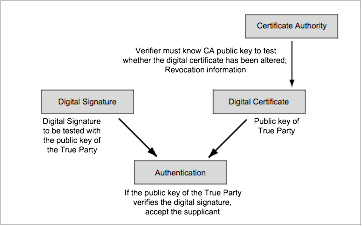 Certificate Authority
Verifier must know CA public key to test
whether the digital certificate has been altered;
Revocation information
Digital Signature
Digital Signature
to be tested with
the public key of
the True Party
Digital Certificate
Public key of
True Party
Authentication
If the public key of the True Party
verifies the digital signature,
accept the supplicant